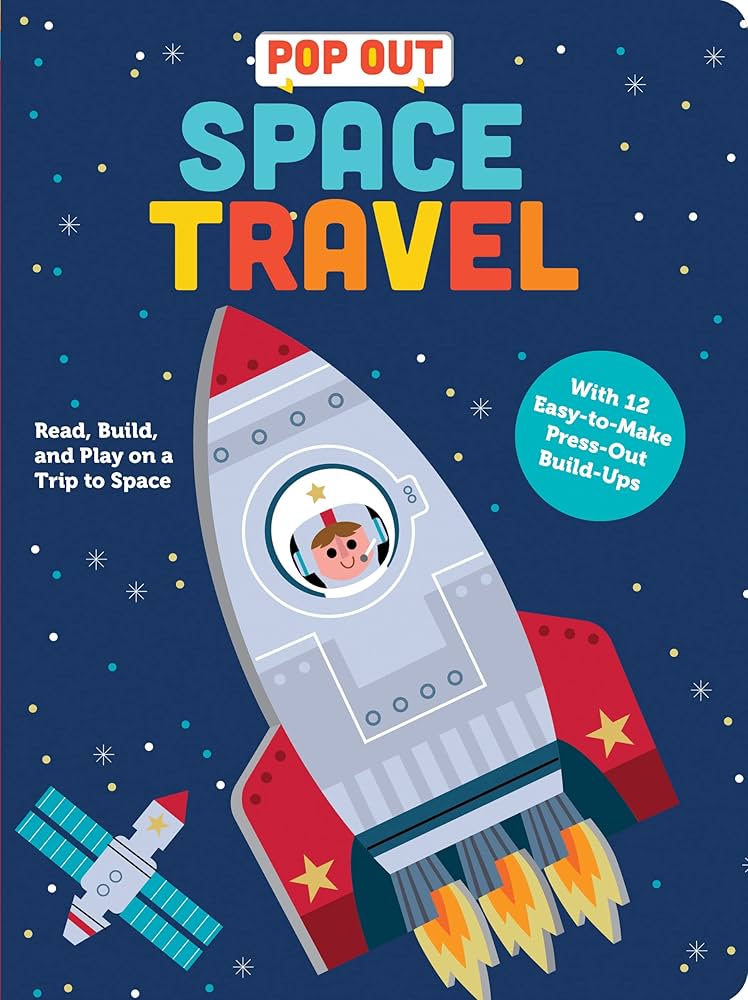 POP OUT
SPACE
TRAVEL
Read, Build,
and Play on a
Trip to Space
With 12
Easy-to-Make
Press-Out
Build-Ups